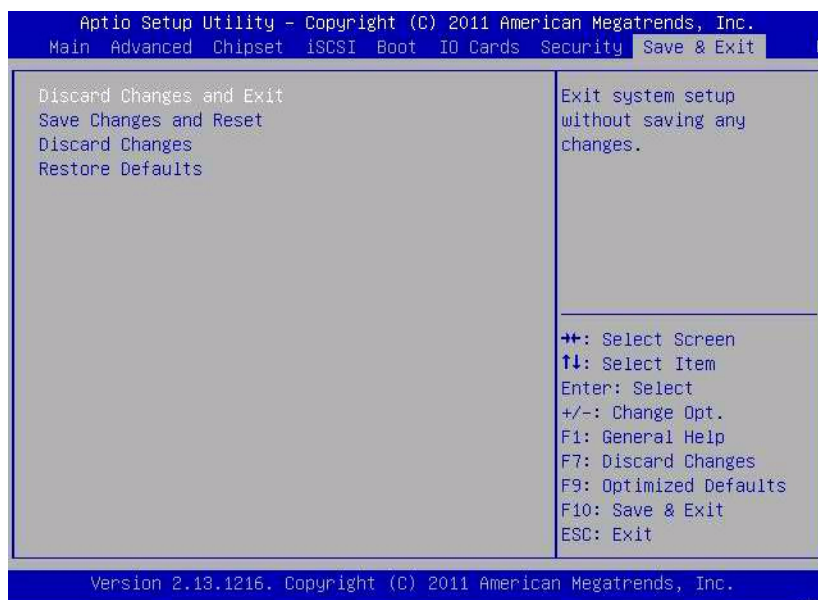 Aptio Setup Utility – Copyright (C) 2011 American Megatrends, Inc.
Main Advanced Chipset iSCSI Boot IO Cards Security Save & Exit
Discard Changes and Exit
Save Changes and Reset
Discard Changes
Restore Defaults
Exit system setup
without saving any
changes.
→←: Select Screen
↑↓: Select Item
Enter: Select
+/-: Change Opt.
F1: General Help
F7: Discard Changes
F9: Optimized Defaults
F10: Save & Exit
ESC: Exit
Version 2.13.1216. Copyright (C) 2011 American Megatrends, Inc.